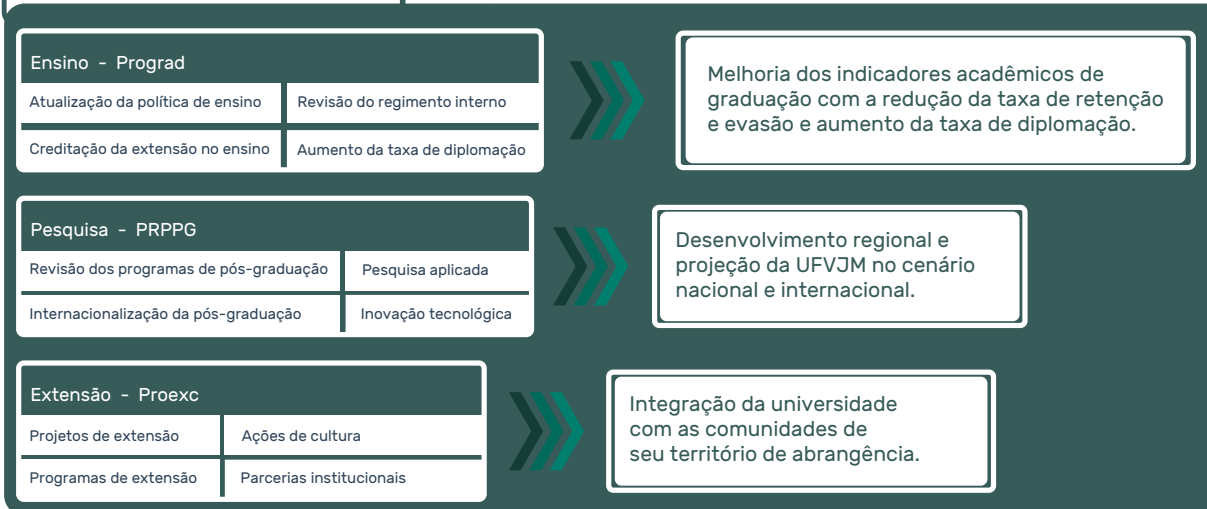 Ensino - Prograd
Atualização da política de ensino
Revisão do regimento interno
Creditação da extensão no ensino
Aumento da taxa de diplomação
Melhoria dos indicadores acadêmicos de
graduação com a redução da taxa de retenção
e evasão e aumento da taxa de diplomação.
Pesquisa - PRPPG
Revisão dos programas de pós-graduação
Pesquisa aplicada
Internacionalização da pós-graduação
Inovação tecnológica
Desenvolvimento regional e
projeção da UFVJM no cenário
nacional e internacional.
Extensão - Proexc
Projetos de extensão
Ações de cultura
Programas de extensão
Parcerias institucionais
Integração da universidade
com as comunidades de
seu território de abrangência.